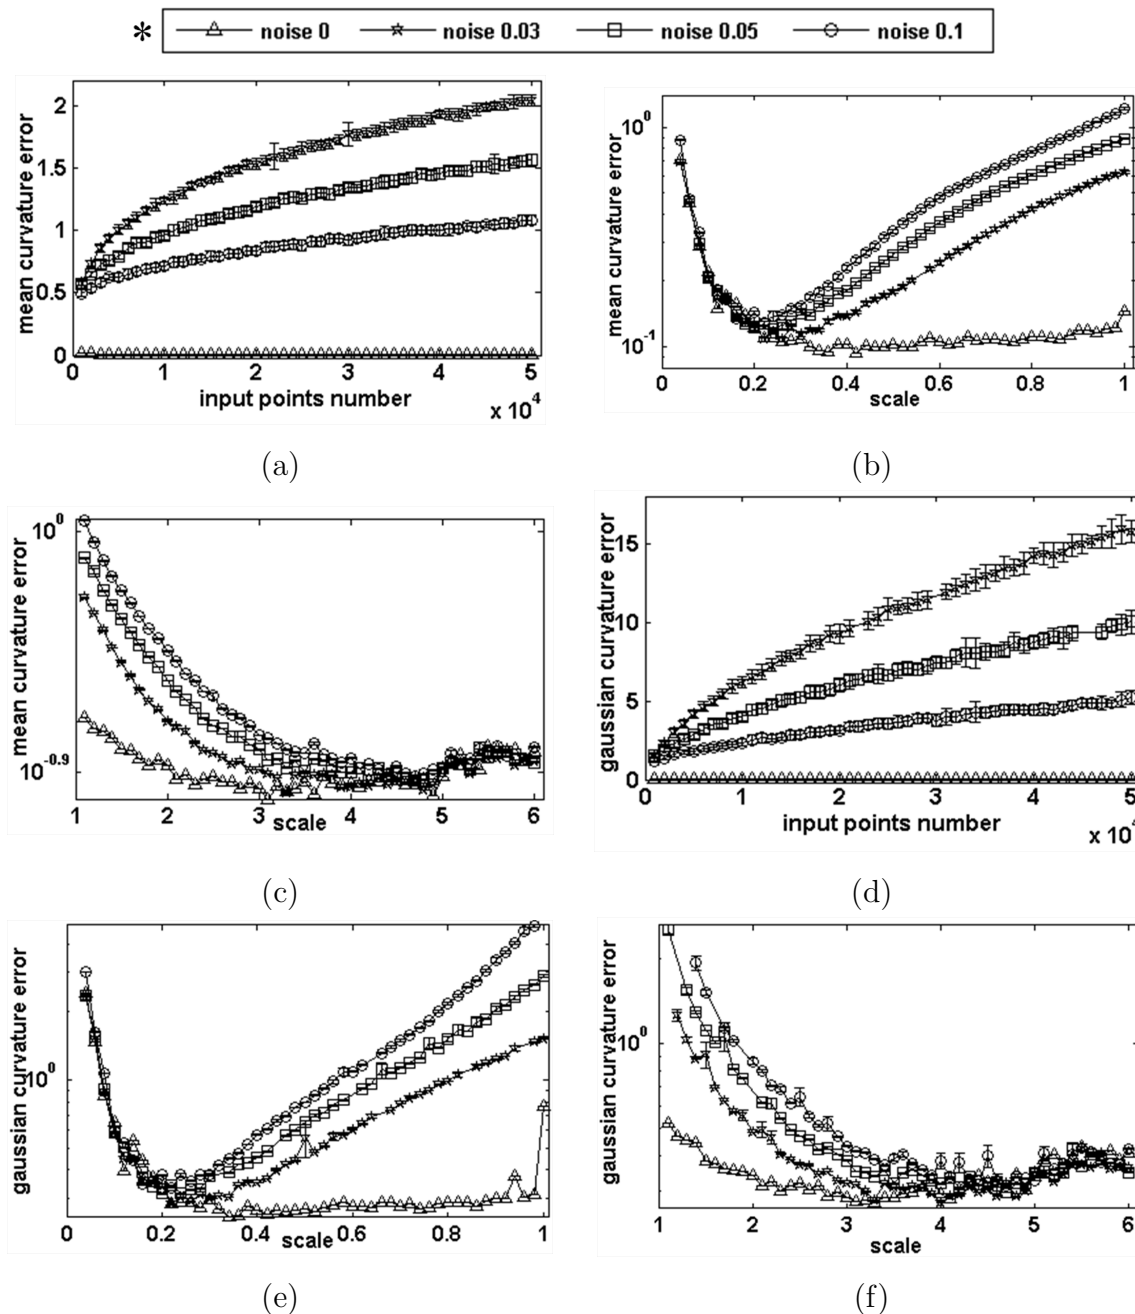 * noise 0 noise 0.03 noise 0.05 noise 0.1
mean curvature error
2
1.5
1
0.5
0
0 1 2 3 4 5
input points number
x 10^4
(a)
mean curvature error
10^0
10^-1
0 0.2 0.4 0.6 0.8 1
scale
(b)
mean curvature error
10^0
10^-0.9
1 2 3 4 5 6
scale
(c)
gaussian curvature error
15
10
5
0
0 1 2 3 4 5
input points number
x 10^4
(d)
gaussian curvature error
10^0
0 0.2 0.4 0.6 0.8 1
scale
(e)
gaussian curvature error
10^0
1 2 3 4 5 6
scale
(f)